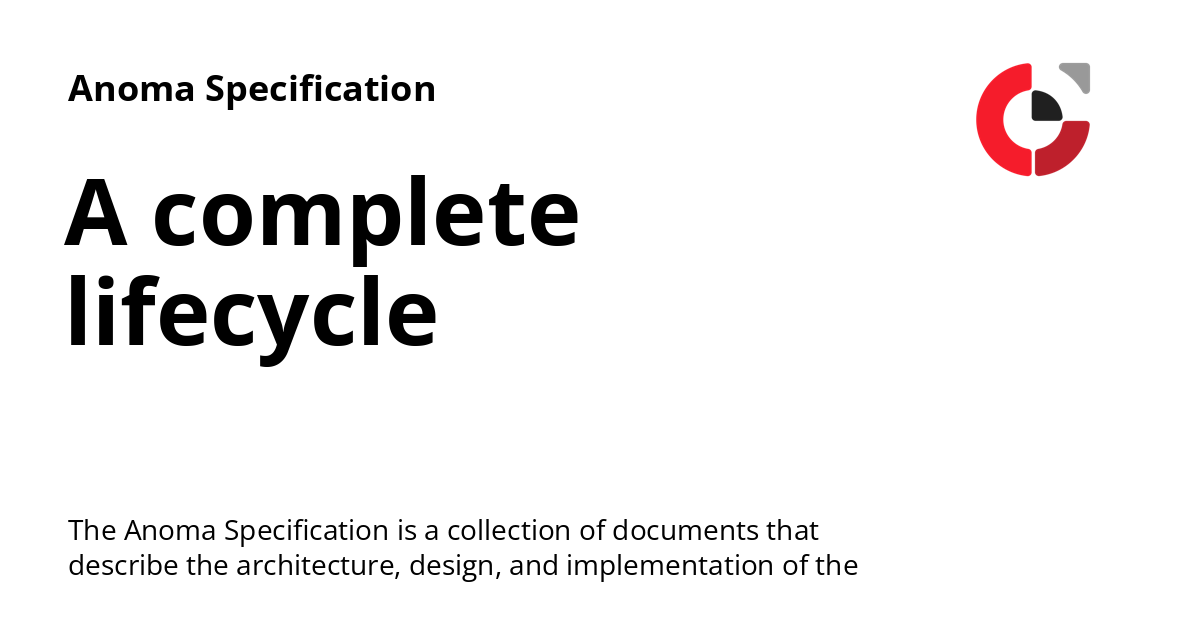 Anoma Specification
A complete
lifecycle
The Anoma Specification is a collection of documents that
describe the architecture, design, and implementation of the